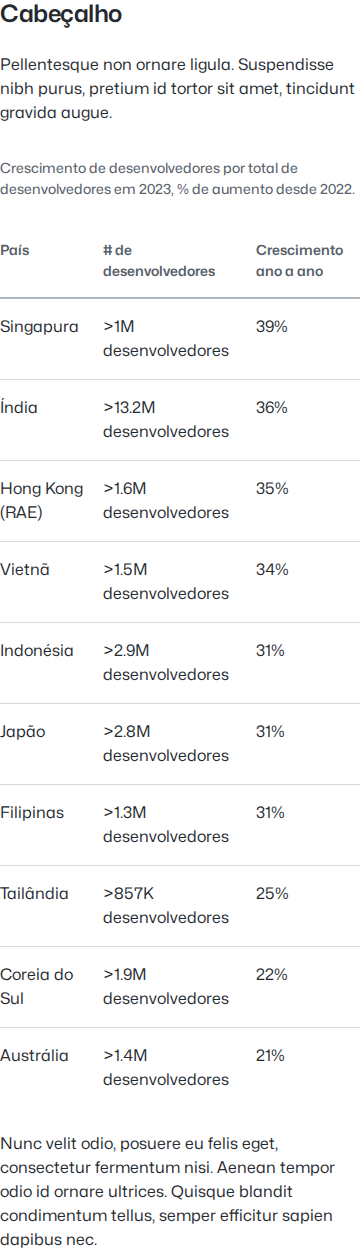 Cabeçalho
Pellentesque non ornare ligula. Suspendisse
nibh purus, pretium id tortor sit amet, tincidunt
gravida augue.
Crescimento de desenvolvedores por total de
desenvolvedores em 2023, % de aumento desde 2022.
País # de desenvolvedores Crescimento ano a ano
Singapura >1M desenvolvedores 39%
Índia >13.2M desenvolvedores 36%
Hong Kong (RAE) >1.6M desenvolvedores 35%
Vietnã >1.5M desenvolvedores 34%
Indonésia >2.9M desenvolvedores 31%
Japão >2.8M desenvolvedores 31%
Filipinas >1.3M desenvolvedores 31%
Tailândia >857K desenvolvedores 25%
Coreia do Sul >1.9M desenvolvedores 22%
Austrália >1.4M desenvolvedores 21%
Nunc velit odio, posuere eu felis eget,
consectetur fermentum nisi. Aenean tempor
odio id ornare ultrices. Quisque blandit
condimentum tellus, semper efficitur sapien
dapibus nec.